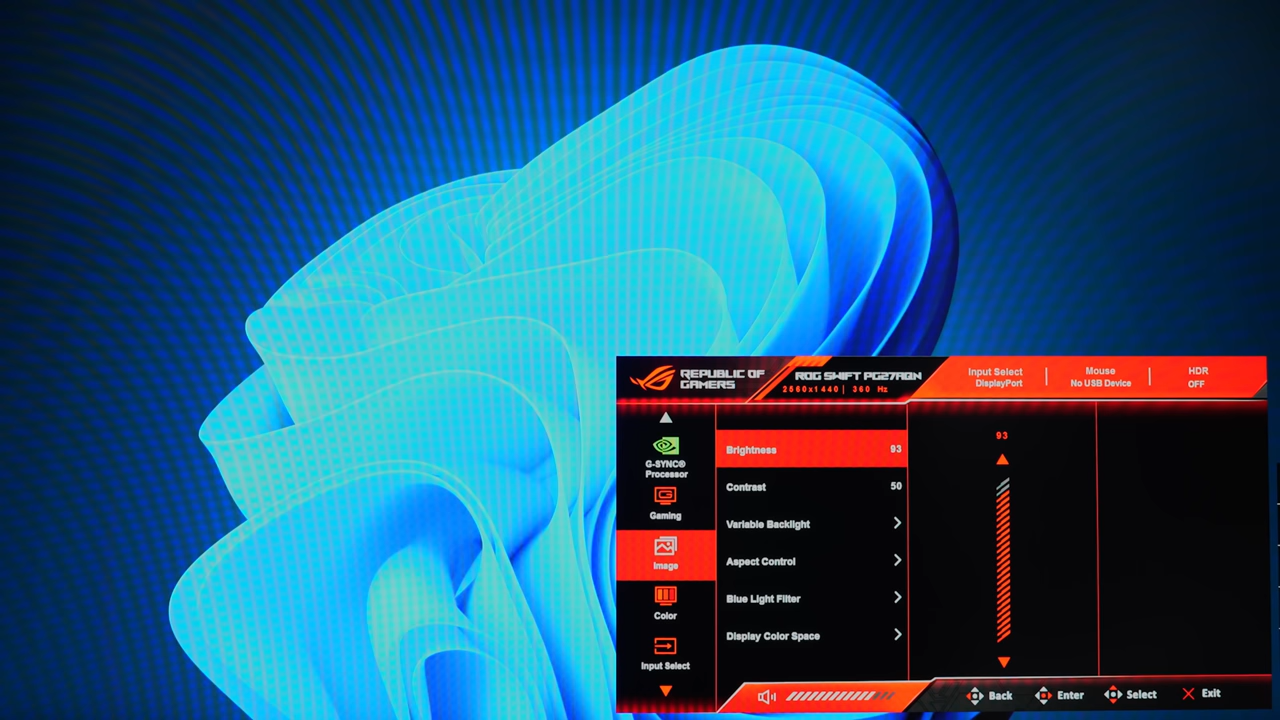 REPUBLIC OF
GAMERS
ROG SWIFT PG27AQN
2560x1440 | 360 Hz
Input Select
DisplayPort
Mouse
No USB Device
HDR
OFF
G-SYNC®
Processor
Gaming
Image
Color
Input Select
Brightness 93
Contrast 50
Variable Backlight
Aspect Control
Blue Light Filter
Display Color Space
93
Back
Enter
Select
Exit